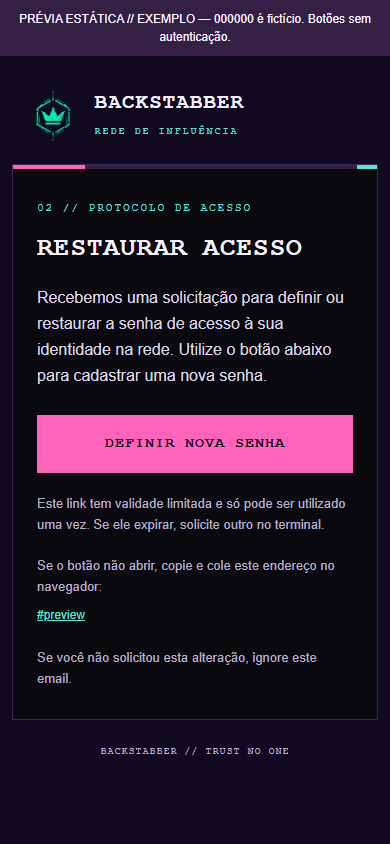 PRÉVIA ESTÁTICA // EXEMPLO — 000000 é fictício. Botões sem
autenticação.
BACKSTABBER
REDE DE INFLUÊNCIA
02 // PROTOCOLO DE ACESSO
RESTAURAR ACESSO
Recebemos uma solicitação para definir ou
restaurar a senha de acesso à sua
identidade na rede. Utilize o botão abaixo
para cadastrar uma nova senha.
DEFINIR NOVA SENHA
Este link tem validade limitada e só pode ser utilizado
uma vez. Se ele expirar, solicite outro no terminal.
Se o botão não abrir, copie e cole este endereço no
navegador:
#preview
Se você não solicitou esta alteração, ignore este
email.
BACKSTABBER // TRUST NO ONE